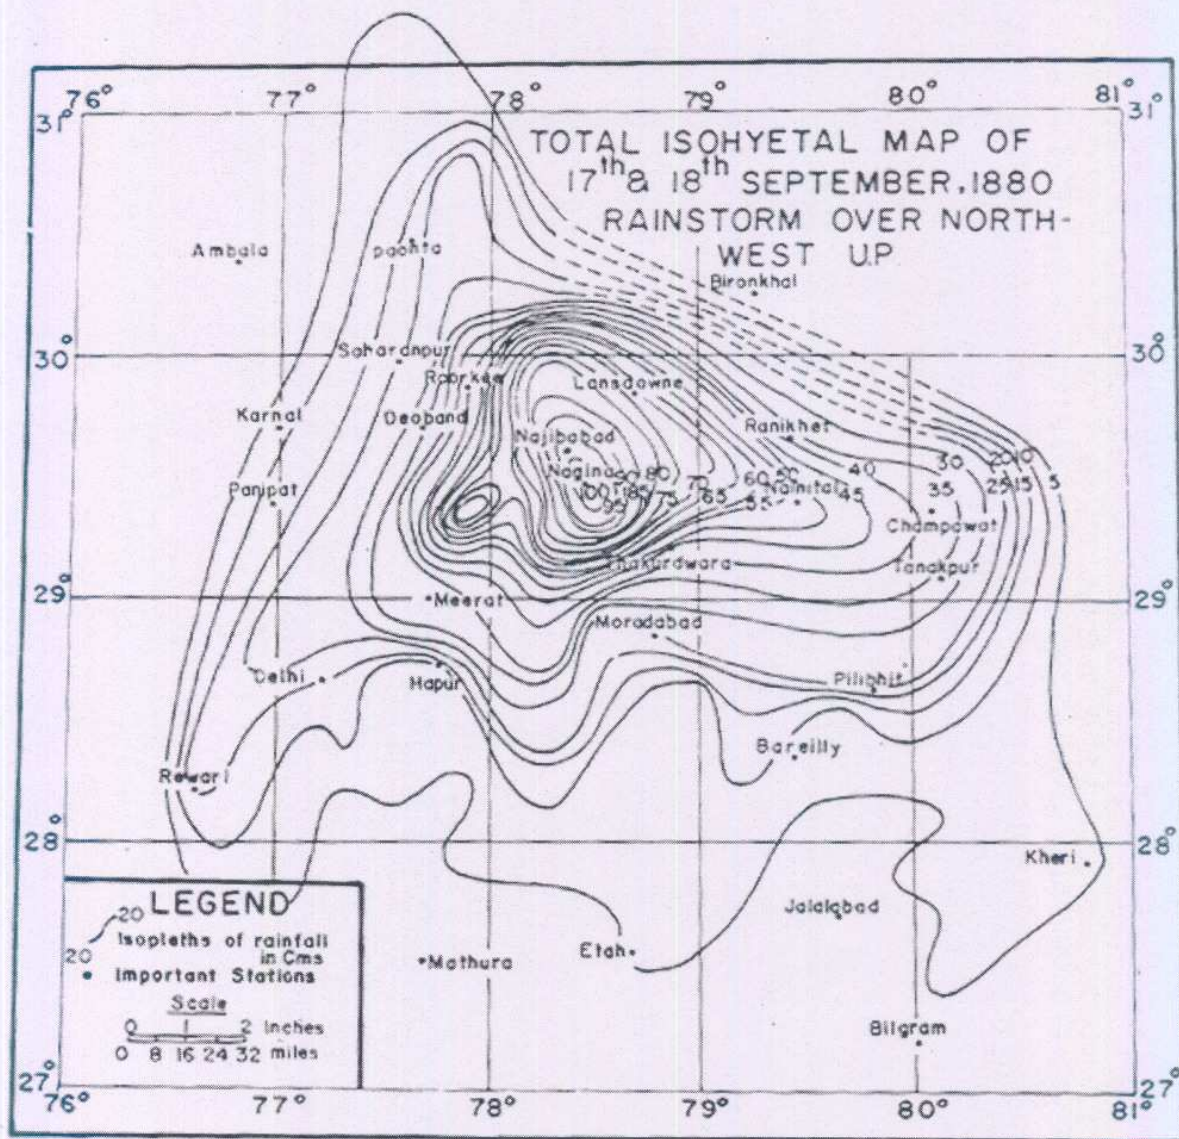 76° 77° 78° 79° 80° 81°
31° 31°
TOTAL ISOHYETAL MAP OF
17th & 18th SEPTEMBER, 1880
RAINSTORM OVER NORTH-
WEST U.P
Ambala
paonta
Bironkhal
30° 30°
Saharanpur
Roorkee
Lansdowne
Karnal
Deoband
Najibabad
Ranikhet
Nagina
Panipat
90 80
70
60 50
40
30
20 10
100 85
75
65
55
Nainital
45
35
25 15 5
95
Champawat
Thakurdwara
Tanakpur
29° 29°
Meerat
Moradabad
Delhi
Hapur
Pilibhit
Bareilly
Rewari
28° 28°
Kheri
LEGEND
20
Isopleths of rainfall
20
in Cms
Important Stations
Jalalabad
Etah
Mathura
Scale
0 1 2 Inches
0 8 16 24 32 miles
Bilgram
27° 27°
76° 77° 78° 79° 80° 81°